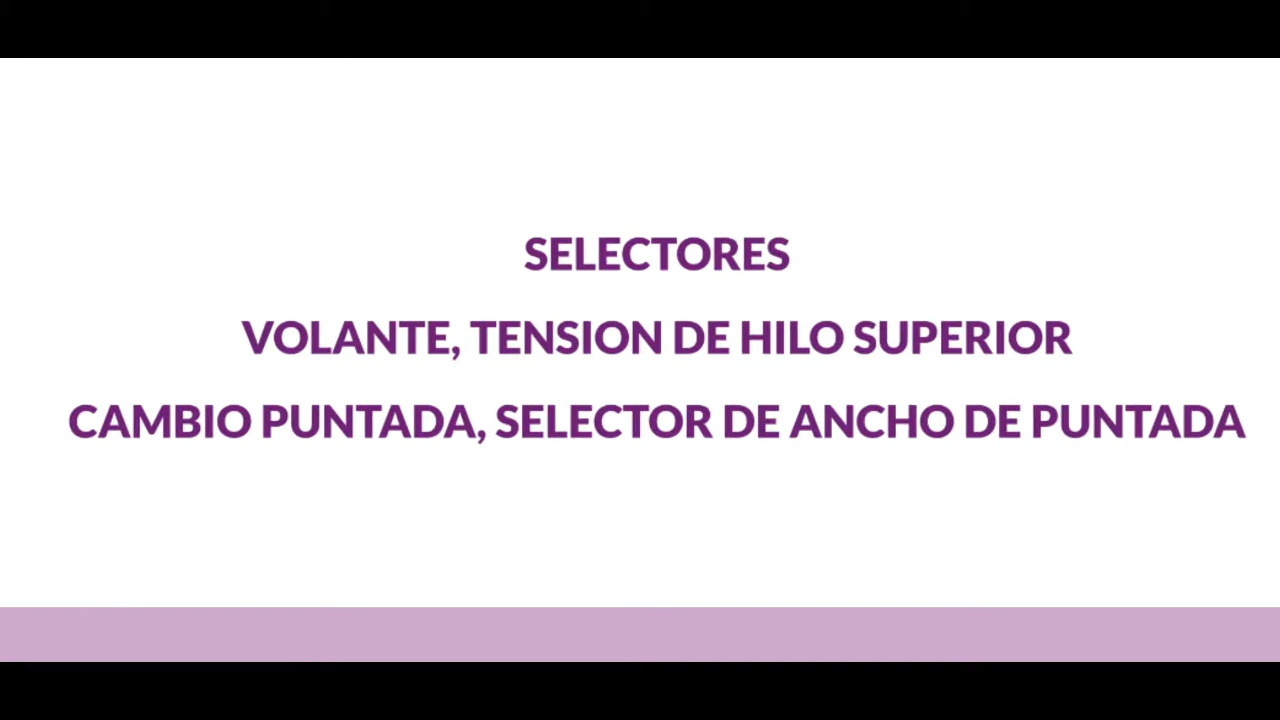 SELECTORES
VOLANTE, TENSION DE HILO SUPERIOR
CAMBIO PUNTADA, SELECTOR DE ANCHO DE PUNTADA